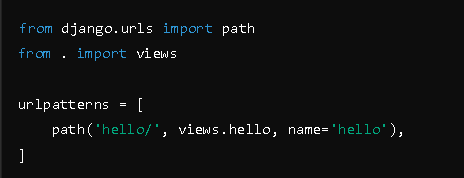 from django.urls import path
from . import views

urlpatterns = [
    path('hello/', views.hello, name='hello'),
]